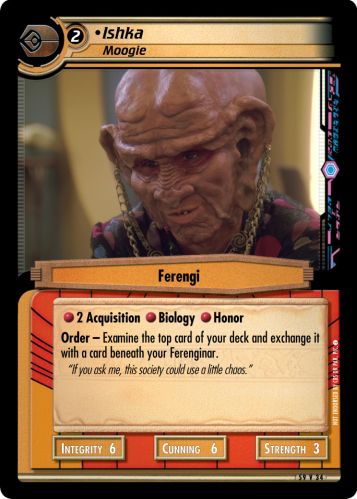 2
•Ishka
Moogie
Ferengi
2 Acquisition Biology Honor
Order – Examine the top card of your deck and exchange it
with a card beneath your Ferenginar.
"If you ask me, this society could use a little chaos."
INTEGRITY 6 CUNNING 6 STRENGTH 3
59 V 34